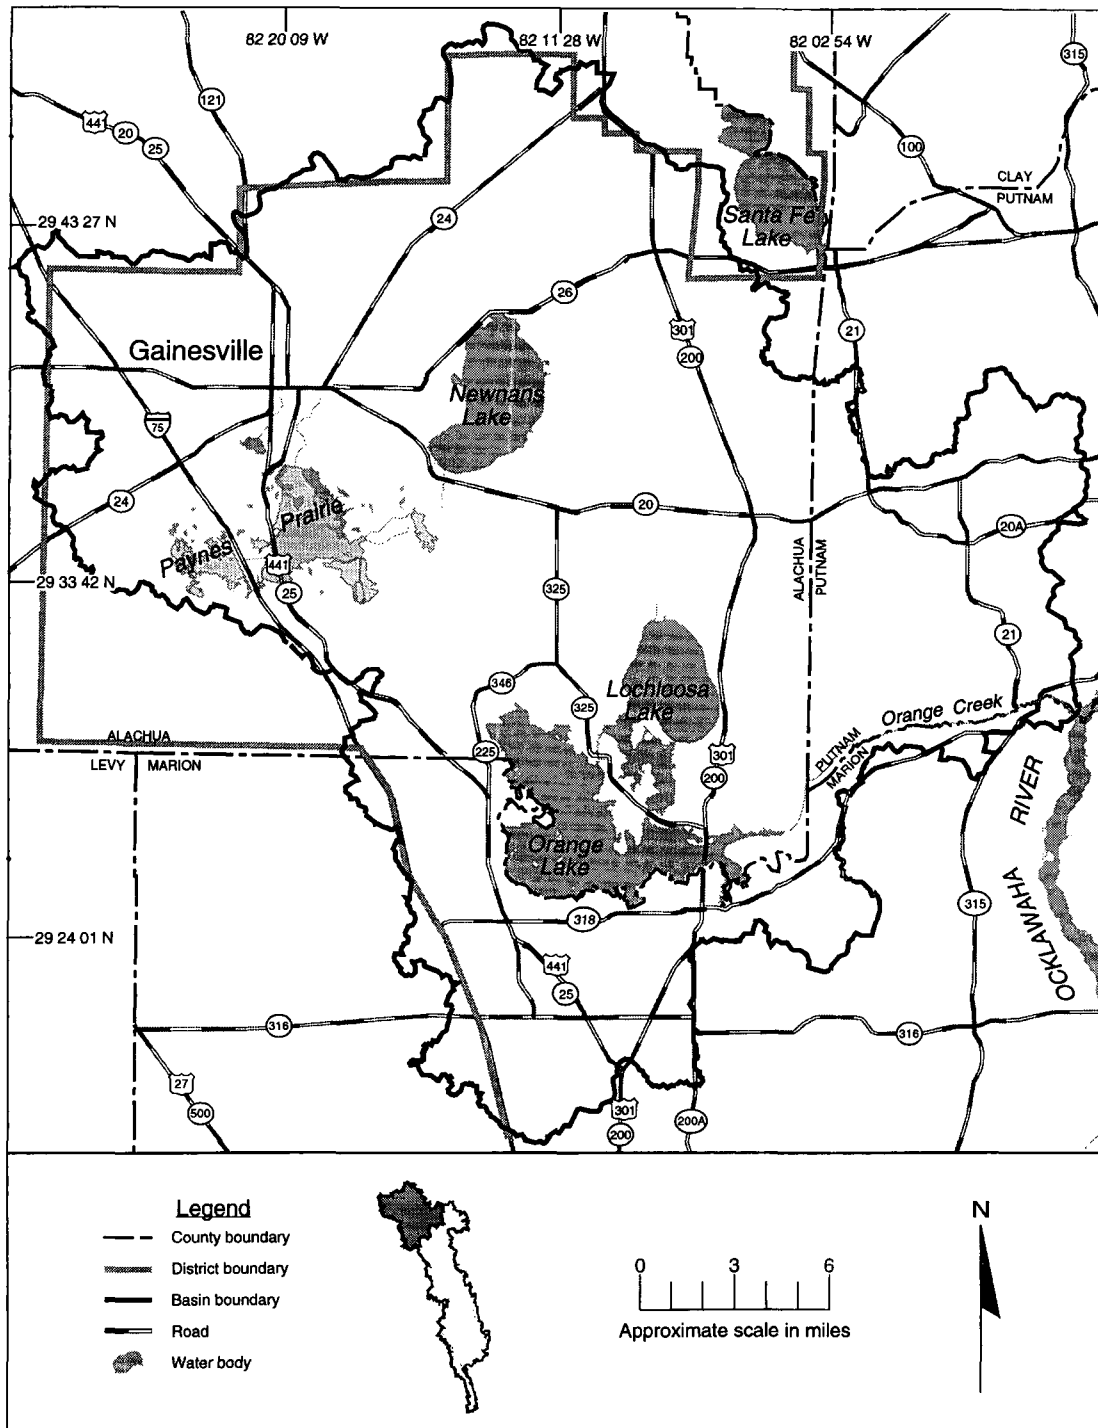 82 20 09 W
82 11 28 W
82 02 54 W
315
121
441
20
25
100
CLAY
PUTNAM
29 43 27 N
24
Santa Fe
Lake
26
301
200
21
Gainesville
Newnans
Lake
75
24
20
20A
Paynes
Prairie
441
25
29 33 42 N
325
ALACHUA
PUTNAM
21
346
325
Lochloosa
Lake
Orange Creek
ALACHUA
225
301
200
LEVY
MARION
PUTNAM
MARION
OCKLAWAHA RIVER
Orange
Lake
318
315
29 24 01 N
441
25
316
316
27
500
301
200
200A
Legend
County boundary
District boundary
Basin boundary
Road
Water body
0 3 6
Approximate scale in miles
N